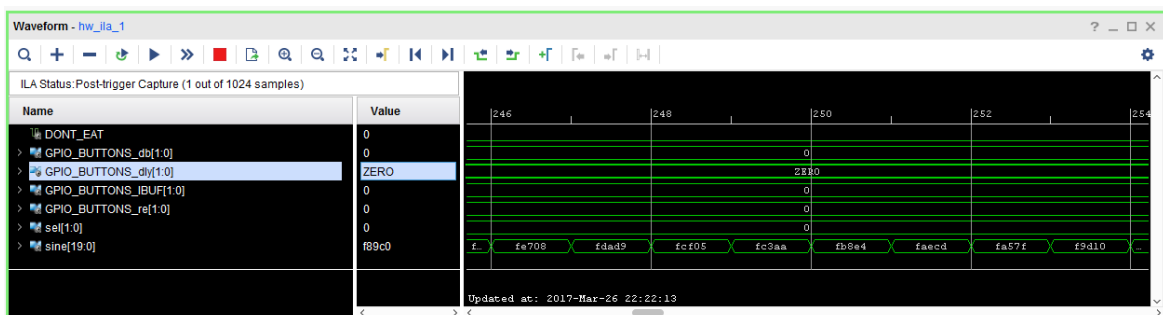 Waveform - hw_ila_1
ILA Status:Post-trigger Capture (1 out of 1024 samples)
Name Value
246 248 250 252 254
DONT_EAT 0
GPIO_BUTTONS_db[1:0] 0 0
GPIO_BUTTONS_dly[1:0] ZERO ZERO
GPIO_BUTTONS_IBUF[1:0] 0 0
GPIO_BUTTONS_re[1:0] 0 0
sel[1:0] 0 0
sine[19:0] f89c0 f... fe708 fdad9 fcf05 fc3aa fb8e4 faecd fa57f f9d10 ...
Updated at: 2017-Mar-26 22:22:13